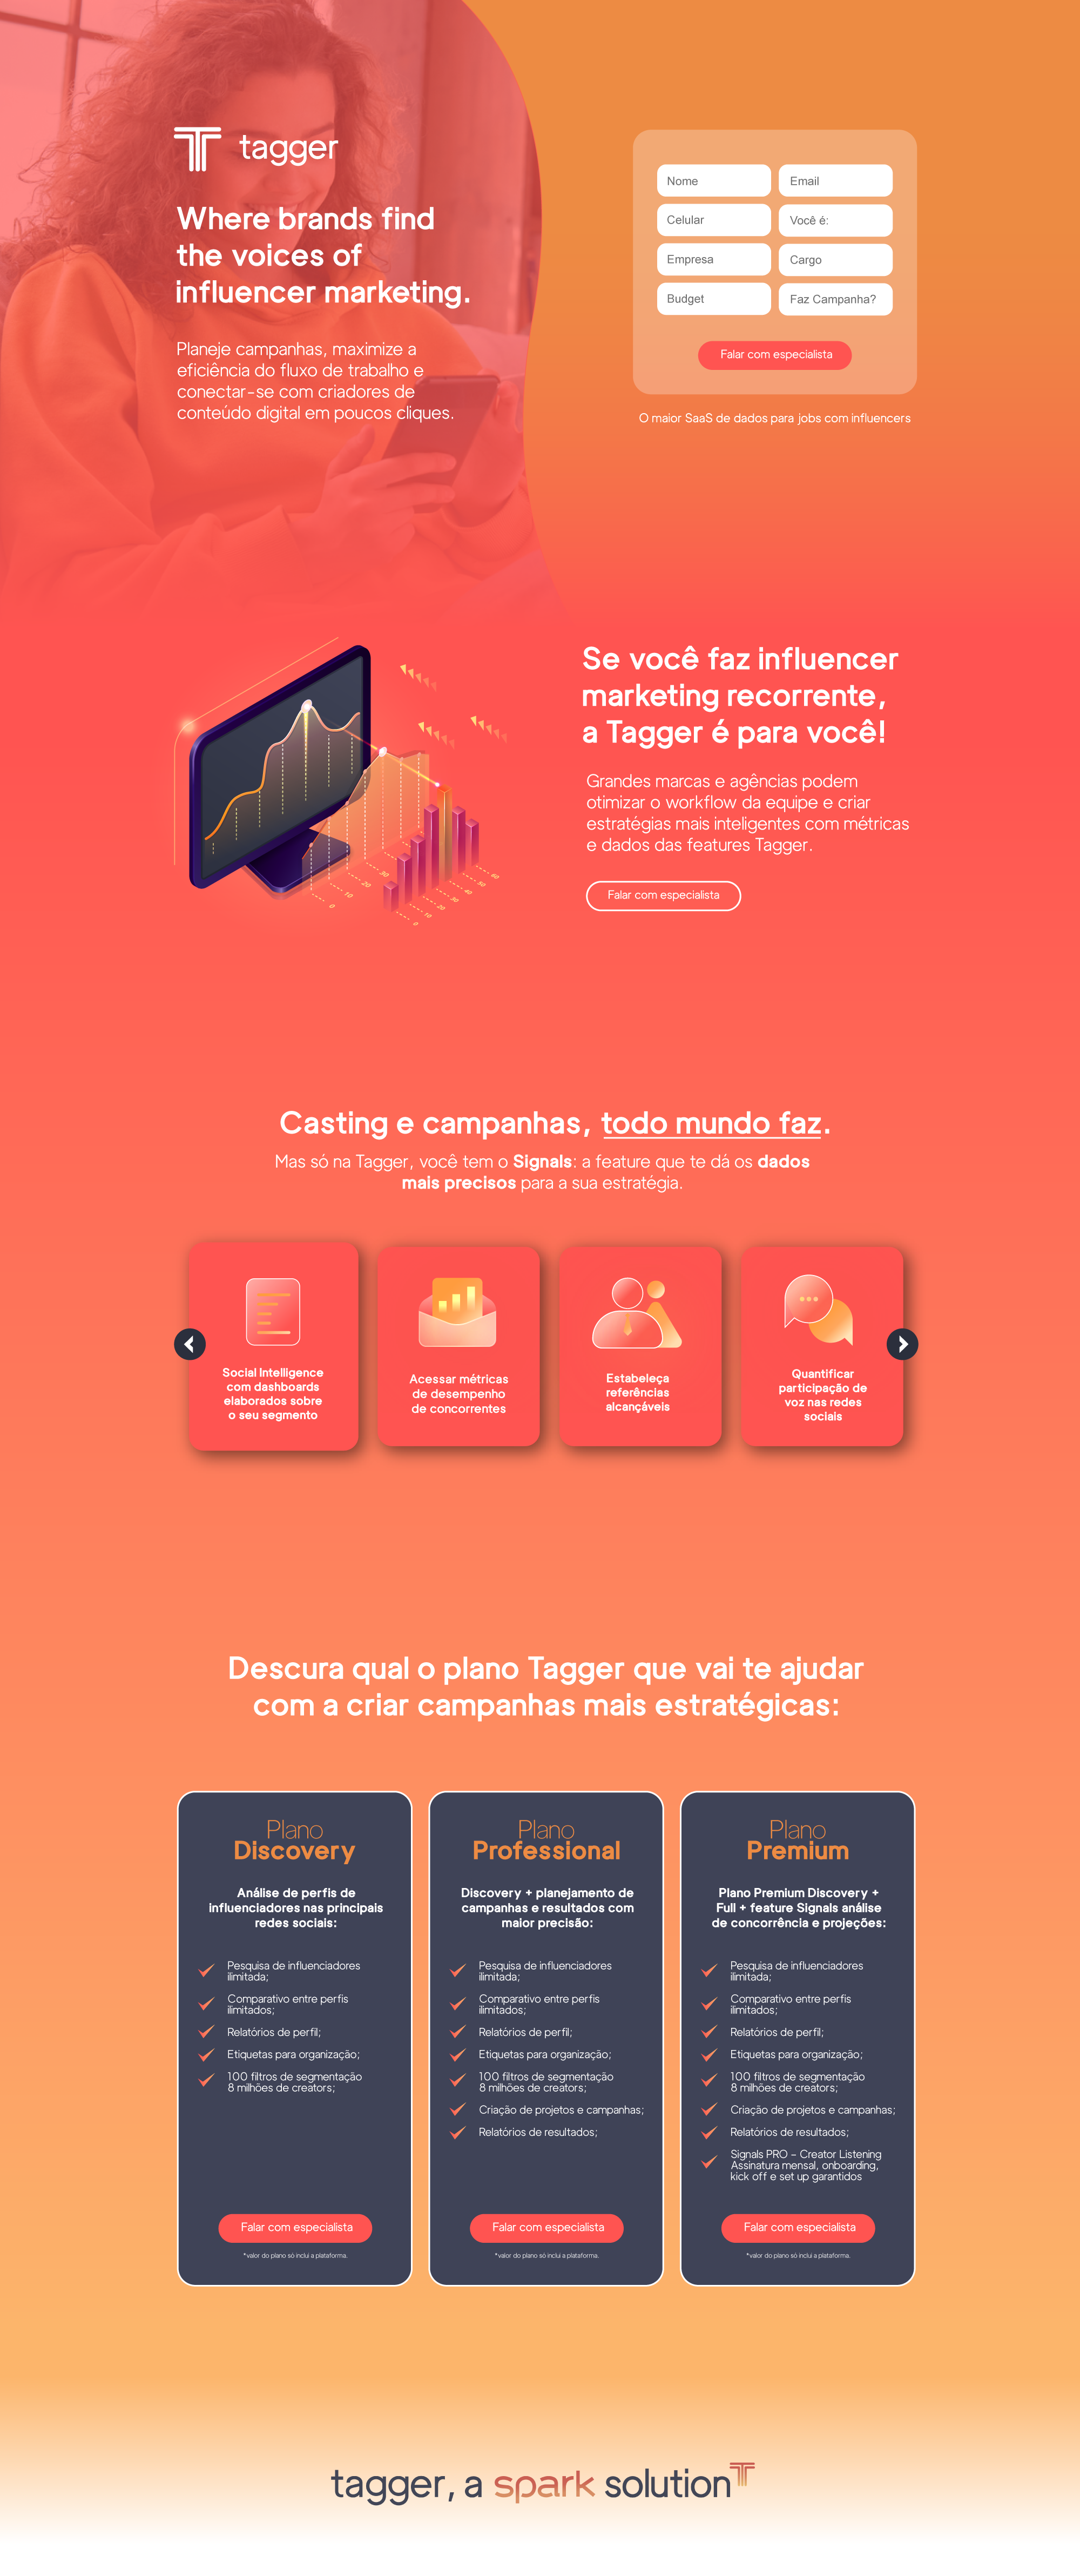 tagger
Where brands find
the voices of
influencer marketing.
Planeje campanhas, maximize a
eficiência do fluxo de trabalho e
conectar-se com criadores de
conteúdo digital em poucos cliques.
Nome
Email
Celular
Você é:
Empresa
Cargo
Budget
Faz Campanha?
Falar com especialista
O maior SaaS de dados para jobs com influencers
Se você faz influencer
marketing recorrente,
a Tagger é para você!
Grandes marcas e agências podem
otimizar o workflow da equipe e criar
estratégias mais inteligentes com métricas
e dados das features Tagger.
Falar com especialista
Casting e campanhas, todo mundo faz.
Mas só na Tagger, você tem o Signals: a feature que te dá os dados
mais precisos para a sua estratégia.
Social Intelligence
com dashboards
elaborados sobre
o seu segmento
Acessar métricas
de desempenho
de concorrentes
Estabeleça
referências
alcançáveis
Quantificar
participação de
voz nas redes
sociais
Descura qual o plano Tagger que vai te ajudar
com a criar campanhas mais estratégicas:
Plano
Discovery
Análise de perfis de
influenciadores nas principais
redes sociais:
Pesquisa de influenciadores
ilimitada;
Comparativo entre perfis
ilimitados;
Relatórios de perfil;
Etiquetas para organização;
100 filtros de segmentação
8 milhões de creators;
Falar com especialista
*valor do plano só inclui a plataforma.
Plano
Professional
Discovery + planejamento de
campanhas e resultados com
maior precisão:
Pesquisa de influenciadores
ilimitada;
Comparativo entre perfis
ilimitados;
Relatórios de perfil;
Etiquetas para organização;
100 filtros de segmentação
8 milhões de creators;
Criação de projetos e campanhas;
Relatórios de resultados;
Falar com especialista
*valor do plano só inclui a plataforma.
Plano
Premium
Plano Premium Discovery +
Full + feature Signals análise
de concorrência e projeções:
Pesquisa de influenciadores
ilimitada;
Comparativo entre perfis
ilimitados;
Relatórios de perfil;
Etiquetas para organização;
100 filtros de segmentação
8 milhões de creators;
Criação de projetos e campanhas;
Relatórios de resultados;
Signals PRO – Creator Listening
Assinatura mensal, onboarding,
kick off e set up garantidos
Falar com especialista
*valor do plano só inclui a plataforma.
tagger, a spark solution